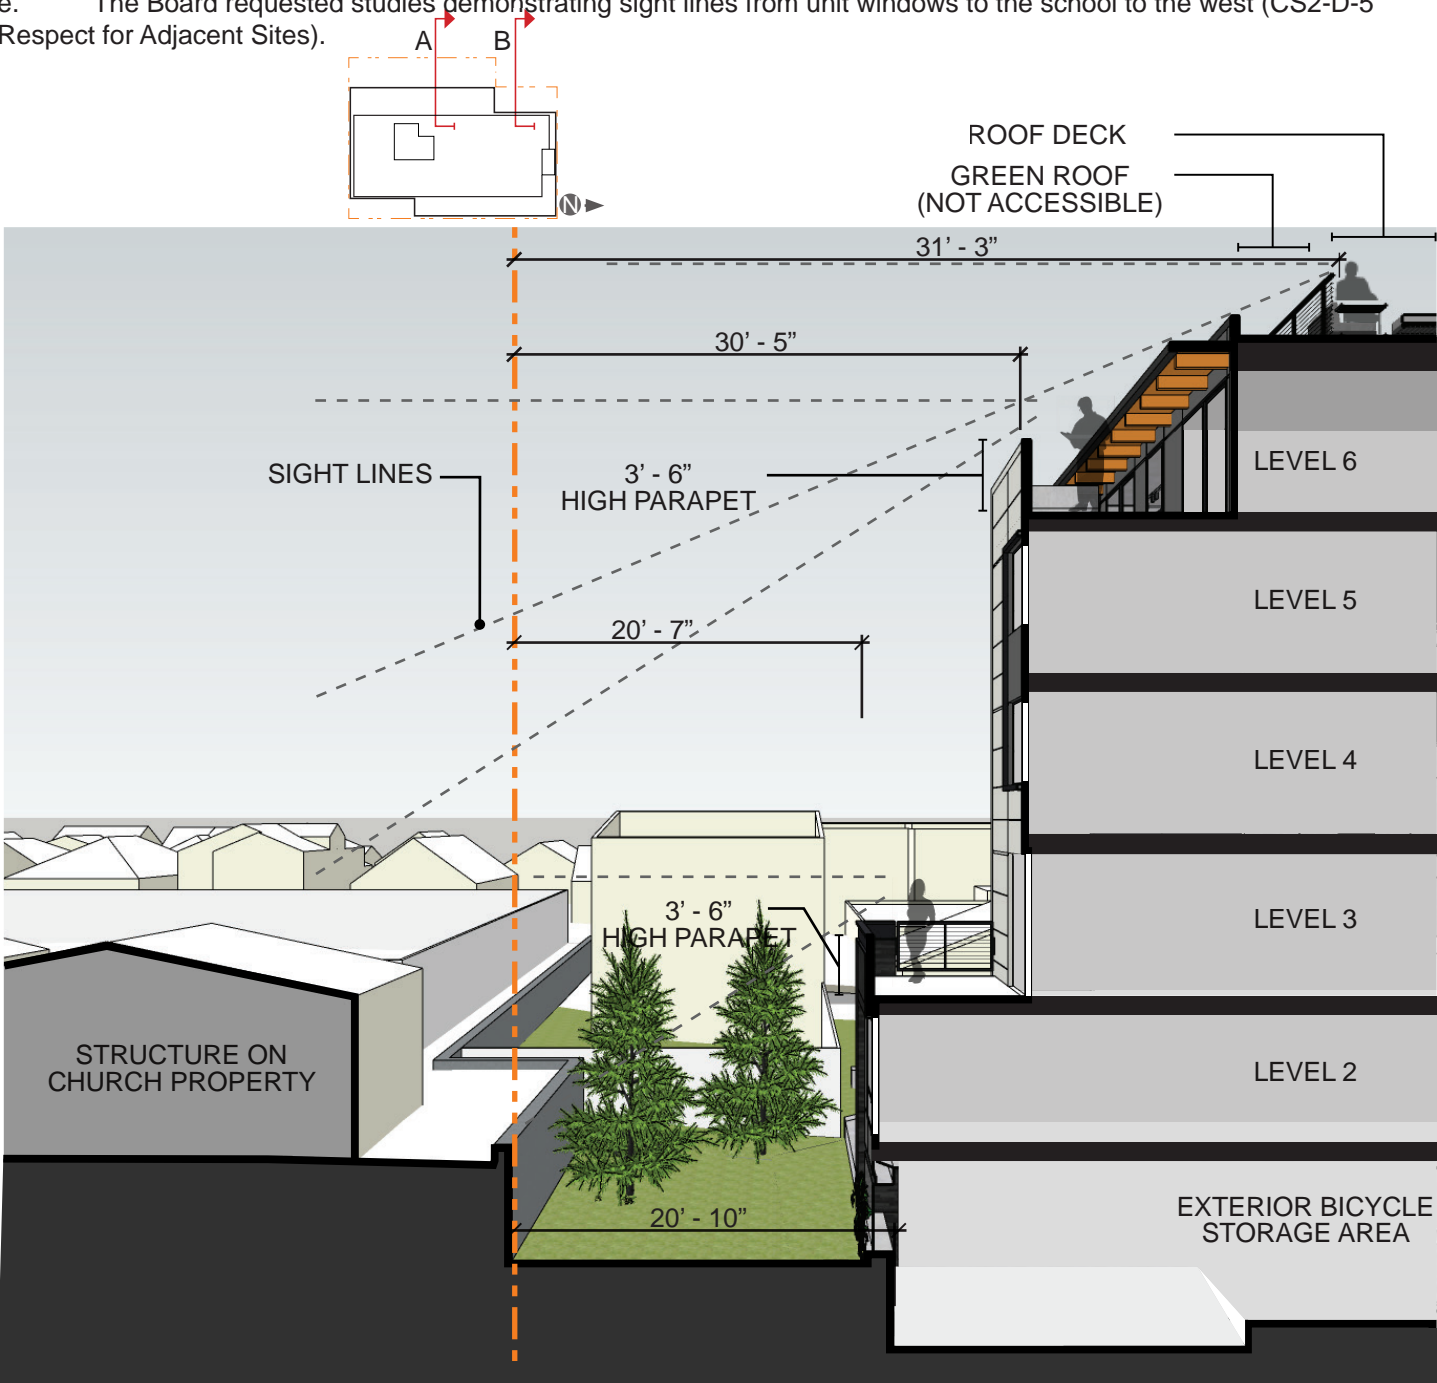 e. The Board requested studies demonstrating sight lines from unit windows to the school to the west (CS2-D-5
Respect for Adjacent Sites).
A B
N
ROOF DECK
GREEN ROOF
(NOT ACCESSIBLE)
31' - 3”
30' - 5”
SIGHT LINES
3' - 6”
HIGH PARAPET
LEVEL 6
LEVEL 5
20' - 7”
LEVEL 4
3' - 6”
HIGH PARAPET
LEVEL 3
STRUCTURE ON
CHURCH PROPERTY
LEVEL 2
20' - 10”
EXTERIOR BICYCLE
STORAGE AREA